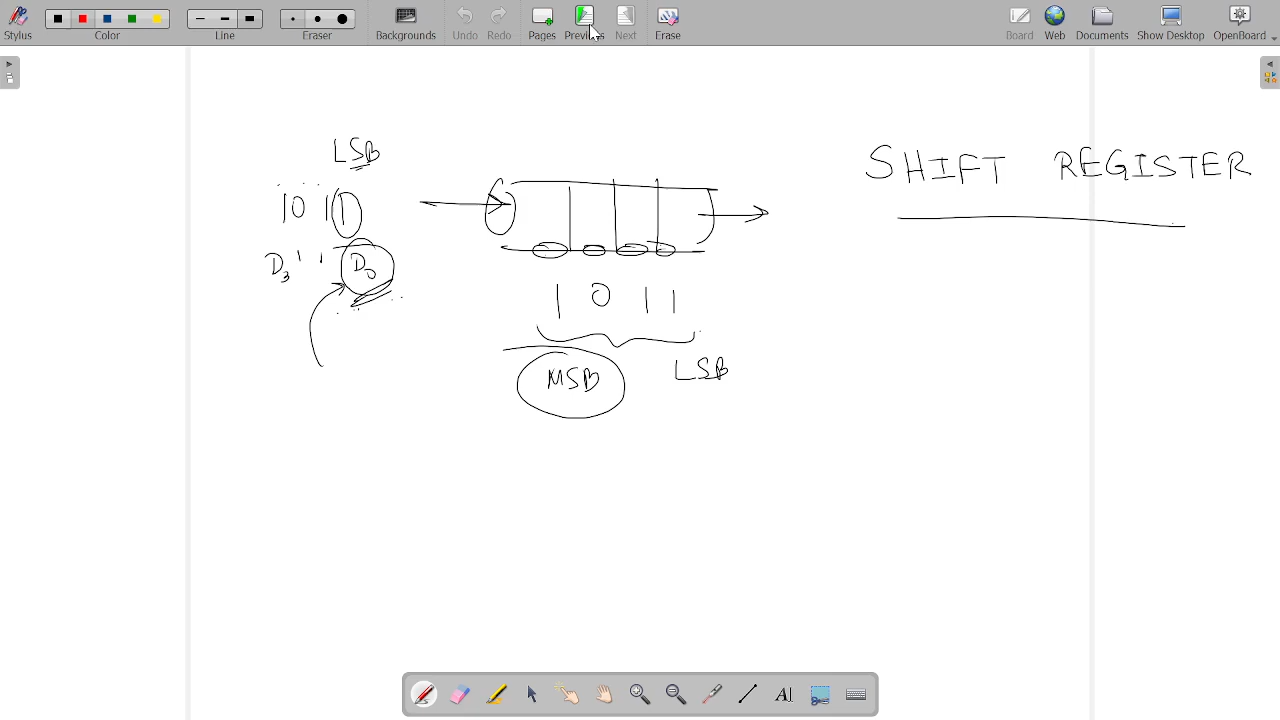 Stylus Color Line Eraser Backgrounds Undo Redo Pages Previous Next Erase Board Web Documents Show Desktop OpenBoard
SHIFT REGISTER
LSB
1011
D3 ' ' D0
1 0 1 1
MSB LSB